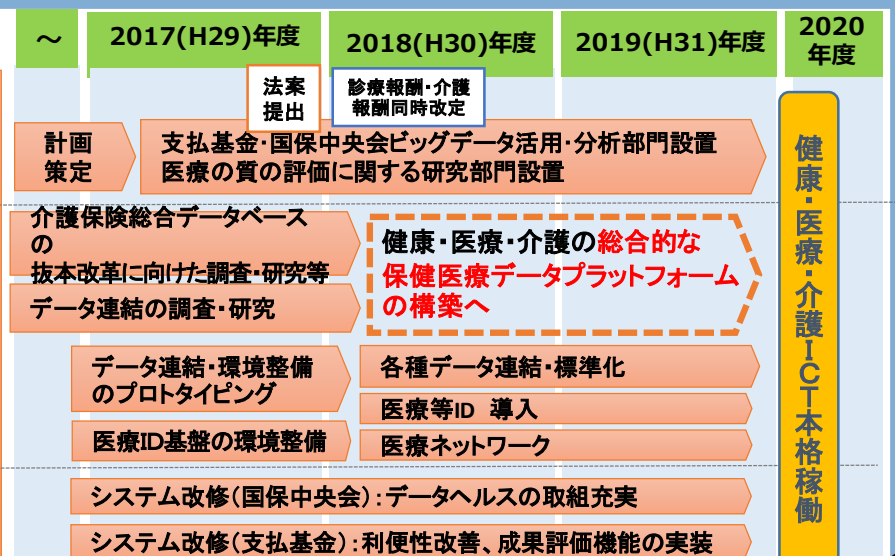 ～
2017(H29)年度
2018(H30)年度
2019(H31)年度
2020
年度
法案
提出
診療報酬・介護
報酬同時改定
計画
策定
支払基金・国保中央会ビッグデータ活用・分析部門設置
医療の質の評価に関する研究部門設置
介護保険総合データベース
の
抜本改革に向けた調査・研究等
データ連結の調査・研究
健康・医療・介護の総合的な
保健医療データプラットフォーム
の構築へ
データ連結・環境整備
のプロトタイピング
各種データ連結・標準化
医療等ID 導入
医療ID基盤の環境整備
医療ネットワーク
システム改修（国保中央会）：データヘルスの取組充実
システム改修（支払基金）：利便性改善、成果評価機能の実装
健康・医療・介護ＩＣＴ本格稼働